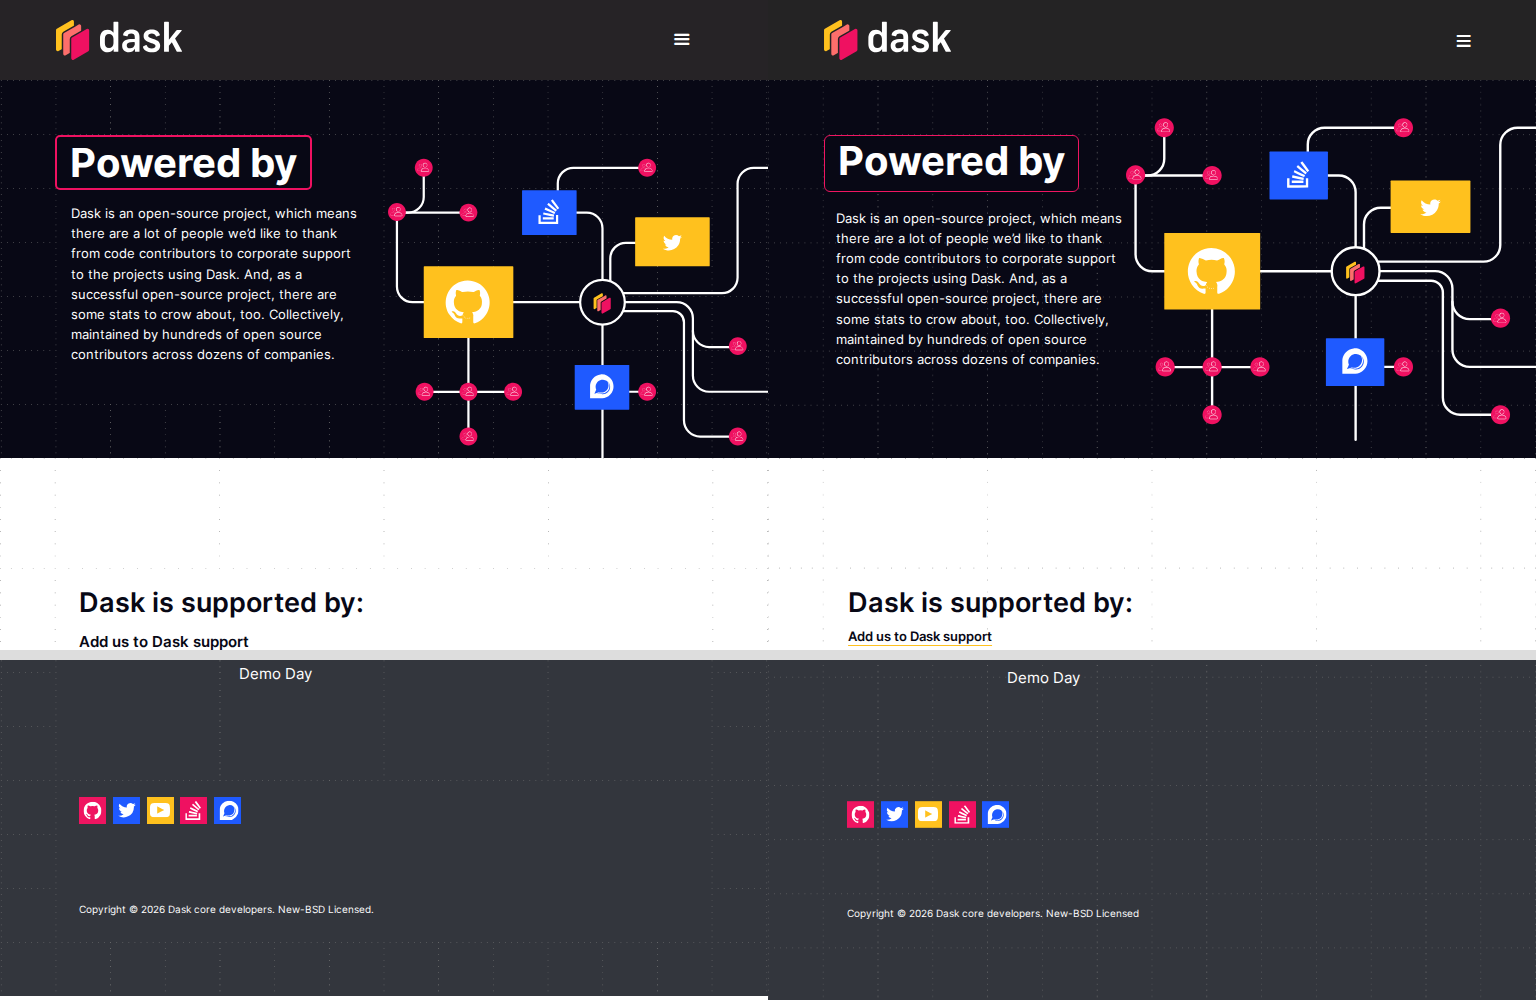 dask
Powered by
Dask is an open-source project, which means
there are a lot of people we'd like to thank
from code contributors to corporate support
to the projects using Dask. And, as a
successful open-source project, there are
some stats to crow about, too. Collectively,
maintained by hundreds of open source
contributors across dozens of companies.
Dask is supported by:
Add us to Dask support
Demo Day
Copyright © 2026 Dask core developers. New-BSD Licensed.
dask
Powered by
Dask is an open-source project, which means
there are a lot of people we'd like to thank
from code contributors to corporate support
to the projects using Dask. And, as a
successful open-source project, there are
some stats to crow about, too. Collectively,
maintained by hundreds of open source
contributors across dozens of companies.
Dask is supported by:
Add us to Dask support
Demo Day
Copyright © 2026 Dask core developers. New-BSD Licensed